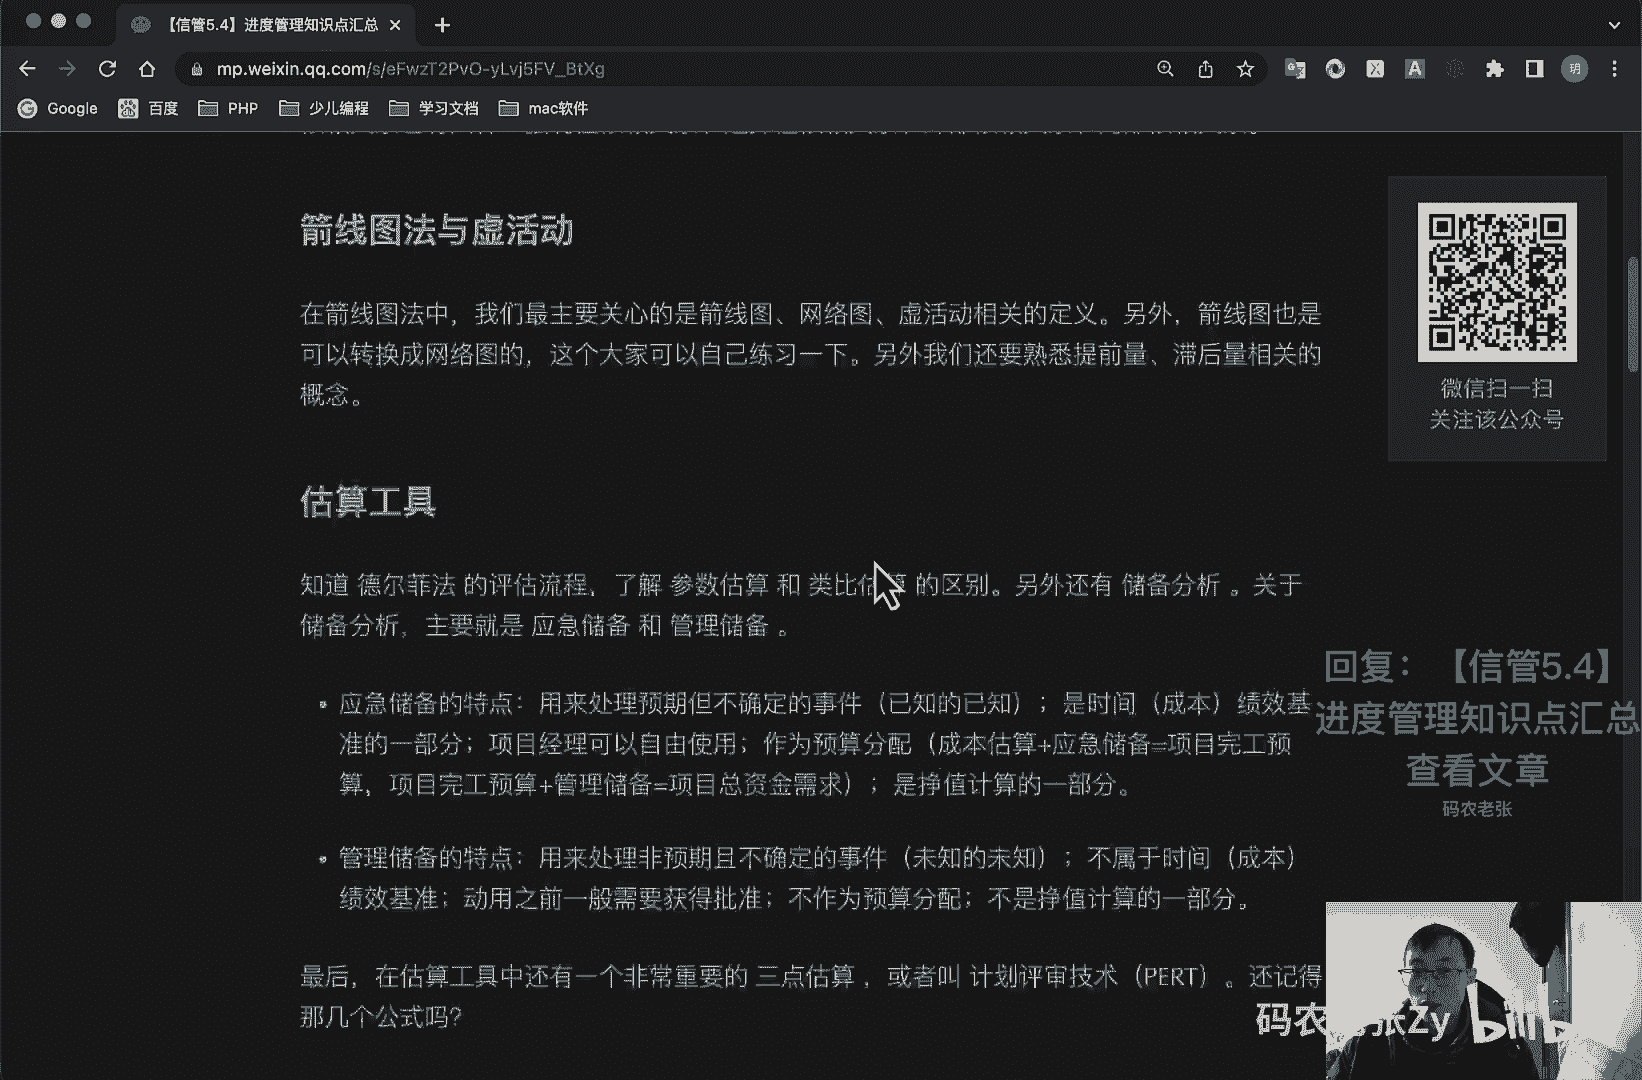 【信管5.4】进度管理知识点汇总
mp.weixin.qq.com/s/eFwzT2PvO-yLvj5FV_BtXg
Google 百度 PHP 少儿编程 学习文档 mac软件
箭线图法与虚活动
在箭线图法中，我们最主要关心的是箭线图、网络图、虚活动相关的定义。另外，箭线图也是
可以转换成网络图的，这个大家可以自己练习一下。另外我们还要熟悉提前量、滞后量相关的
概念。
微信扫一扫
关注该公众号
估算工具
知道 德尔菲法 的评估流程，了解 参数估算 和 类比估算 的区别。另外还有 储备分析 。关于
储备分析，主要就是 应急储备 和 管理储备 。
应急储备的特点：用来处理预期但不确定的事件（已知的已知）；是时间（成本）绩效基
准的一部分；项目经理可以自由使用；作为预算分配（成本估算+应急储备=项目完工预
算，项目完工预算+管理储备=项目总资金需求）；是挣值计算的一部分。
管理储备的特点：用来处理非预期且不确定的事件（未知的未知）；不属于时间（成本）
绩效基准；动用之前一般需要获得批准；不作为预算分配；不是挣值计算的一部分。
最后，在估算工具中还有一个非常重要的 三点估算 ，或者叫 计划评审技术（PERT）。还记得
那几个公式吗？
回复：【信管5.4】
进度管理知识点汇总
查看文章
码农老张